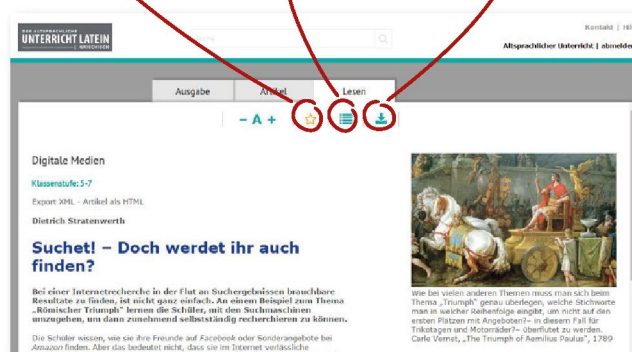 DER ALTSPRACHLICHE
UNTERRICHT LATEIN
GRIECHISCH
Kontakt |
Altsprachlicher Unterricht | abmelden
Ausgabe
Artikel
Lesen
- A +
Digitale Medien
Klassenstufe: 5-7
Export XML - Artikel als HTML
Dietrich Stratenwerth
Suchet! – Doch werdet ihr auch
finden?
Bei einer Internetrecherche in der Flut an Suchergebnissen brauchbare
Resultate zu finden, ist nicht ganz einfach. An einem Beispiel zum Thema
„Römischer Triumph" lernen die Schüler, mit den Suchmaschinen
umzugehen, um dann zunehmend selbstständig recherchieren zu können.
Die Schüler wissen, wie sie ihre Freunde auf Facebook oder Sonderangebote bei
Amazon finden. Aber das bedeutet nicht, dass sie im Internet verlässliche
Wie bei vielen anderen Themen muss man sich beim
Thema „Triumph" genau überlegen, welche Stichworte
man in welcher Reihenfolge eingibt, um nicht auf den
ersten Plätzen mit Angeboten?– in diesem Fall für
Trikotagen und Motorräder?– überflutet zu werden.
Carle Vernet, „The Triumph of Aemilius Paulus", 1789